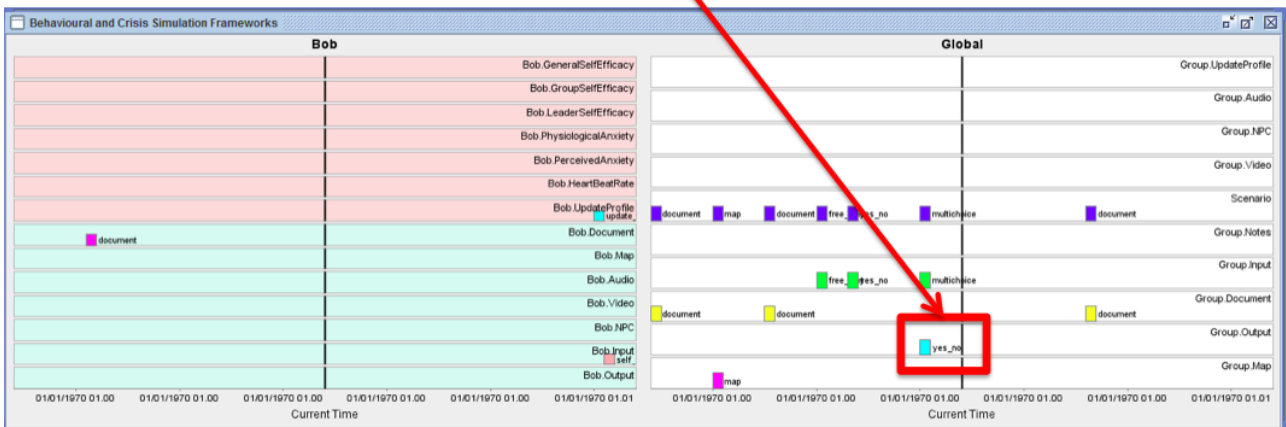 Behavioural and Crisis Simulation Frameworks
Bob
Bob.GeneralSelfEfficacy
Bob.GroupSelfEfficacy
Bob.LeaderSelfEfficacy
Bob.PhysiologicalAnxiety
Bob.PerceivedAnxiety
Bob.HeartBeatRate
Bob.UpdateProfile
update_
Bob.Document
document
Bob.Map
Bob.Audio
Bob.Video
Bob.NPC
Bob.Input
self_
Bob.Output
01/01/1970 01.00 01/01/1970 01.00 01/01/1970 01.00 01/01/1970 01.00 01/01/1970 01.00 01/01/1970 01.01
Current Time
Global
Group.UpdateProfile
Group.Audio
Group.NPC
Group.Video
Scenario
document map document free_ yes_no multichoice document
Group.Notes
Group.Input
free_ yes_no multichoice
Group.Document
document document document
Group.Output
yes_no
Group.Map
map
01/01/1970 01.00 01/01/1970 01.00 01/01/1970 01.00 01/01/1970 01.00 01/01/1970 01.00 01/01/1970 01.01
Current Time